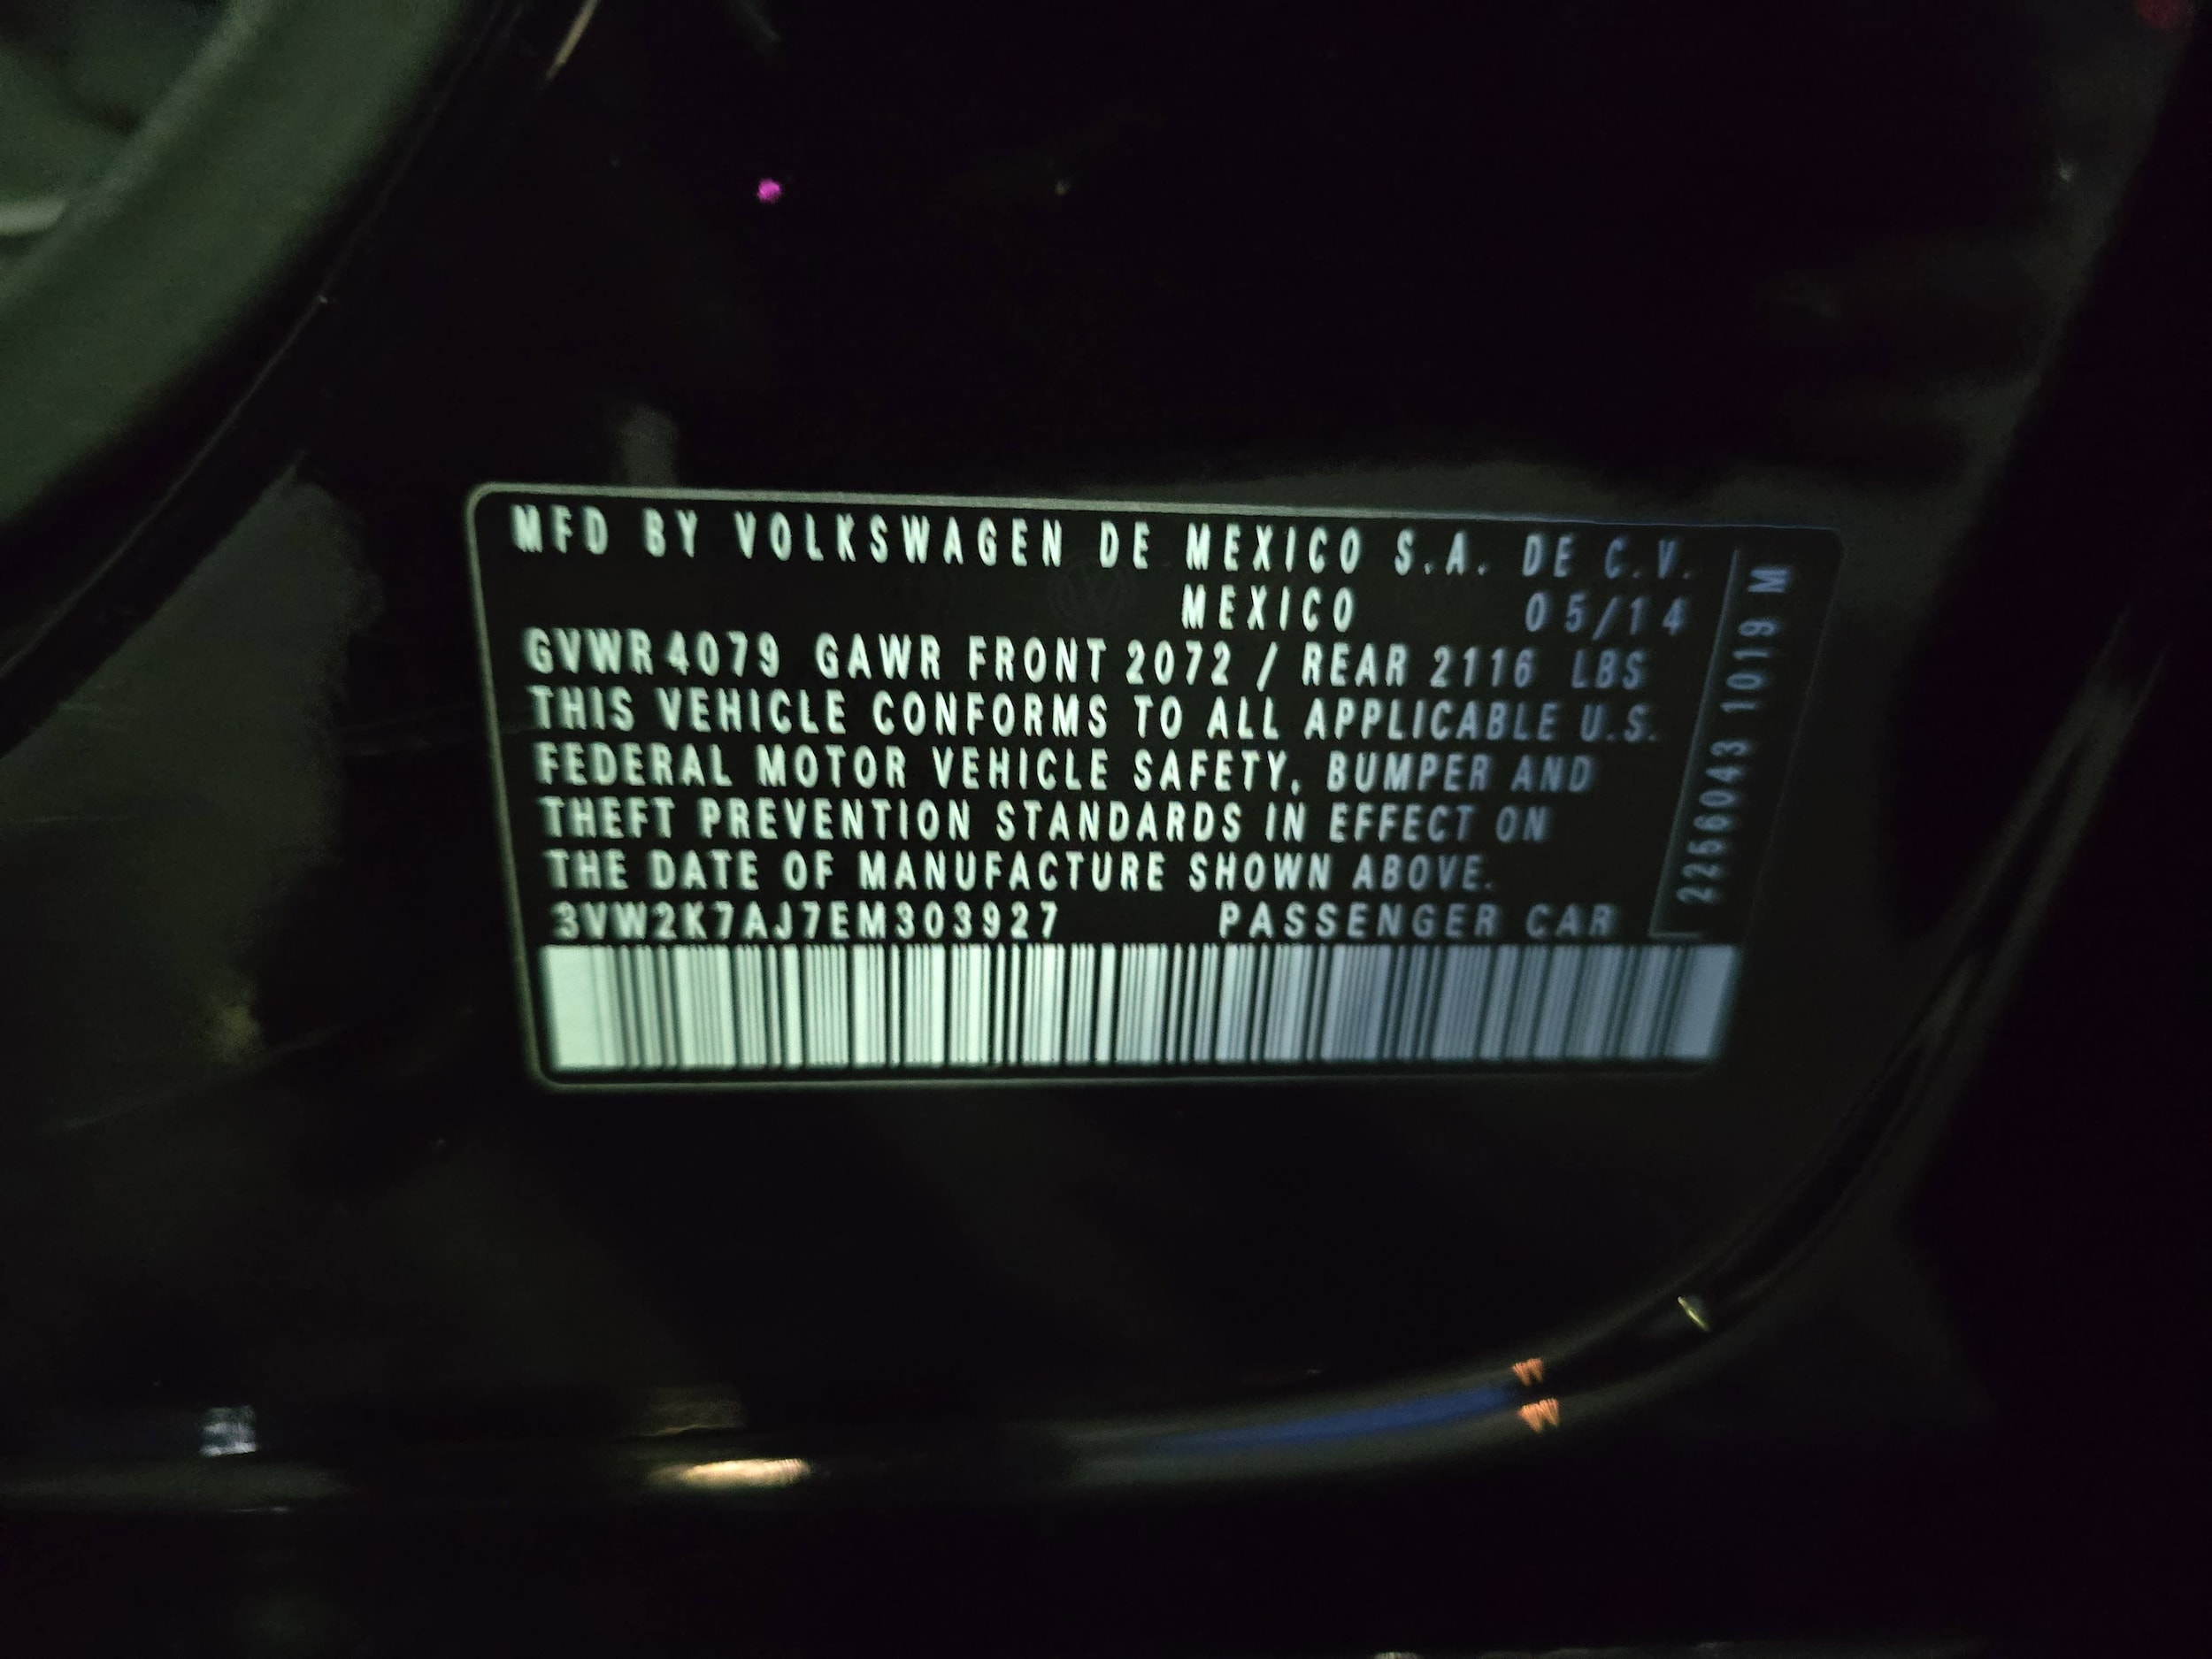 MFD BY VOLKSWAGEN DE MEXICO S.A. DE C.V.
MEXICO 05/14
GVWR 4079 GAWR FRONT 2072 / REAR 2116 LBS
THIS VEHICLE CONFORMS TO ALL APPLICABLE U.S.
FEDERAL MOTOR VEHICLE SAFETY, BUMPER AND
THEFT PREVENTION STANDARDS IN EFFECT ON
THE DATE OF MANUFACTURE SHOWN ABOVE.
3VW2K7AJ7EM303927 PASSENGER CAR
2256043 1019 M